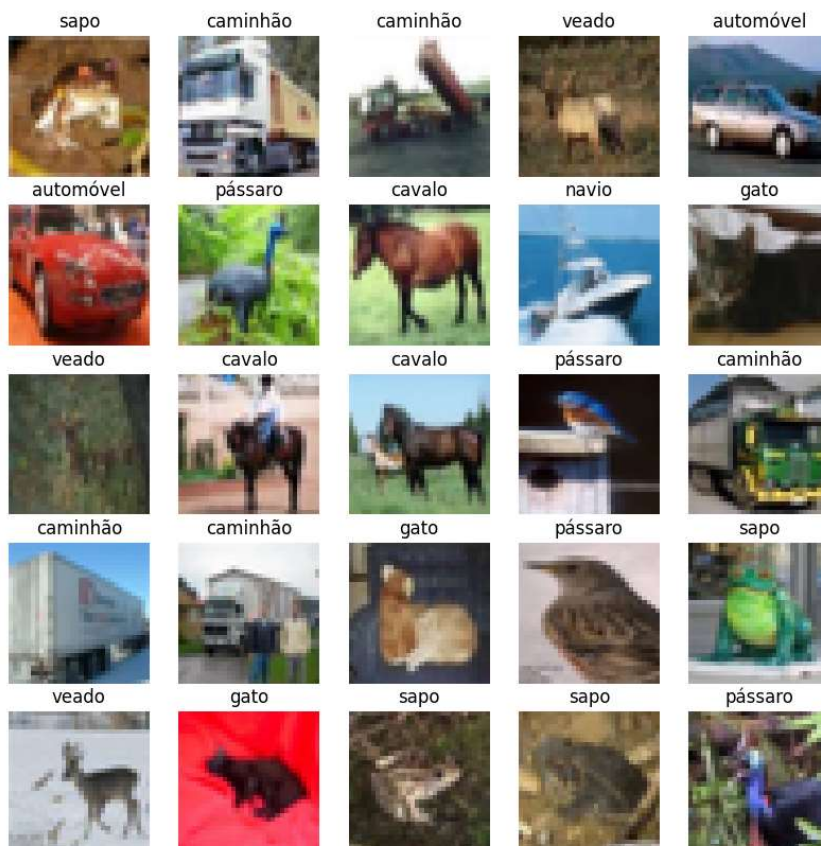 sapo caminhão caminhão veado automóvel
automóvel pássaro cavalo navio gato
veado cavalo cavalo pássaro caminhão
caminhão caminhão gato pássaro sapo
veado gato sapo sapo pássaro